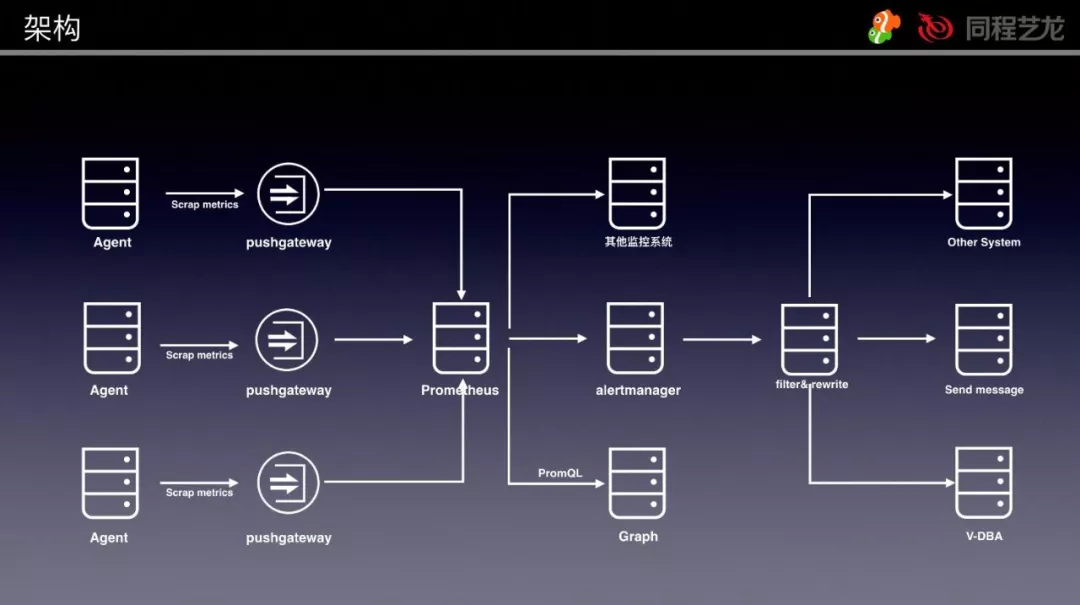 架构
同程艺龙
Scrap metrics
Agent
pushgateway
其他监控系统
Other System
Scrap metrics
Agent
pushgateway
Prometheus
alertmanager
filter&rewrite
Send message
Scrap metrics
PromQL
Agent
pushgateway
Graph
V-DBA